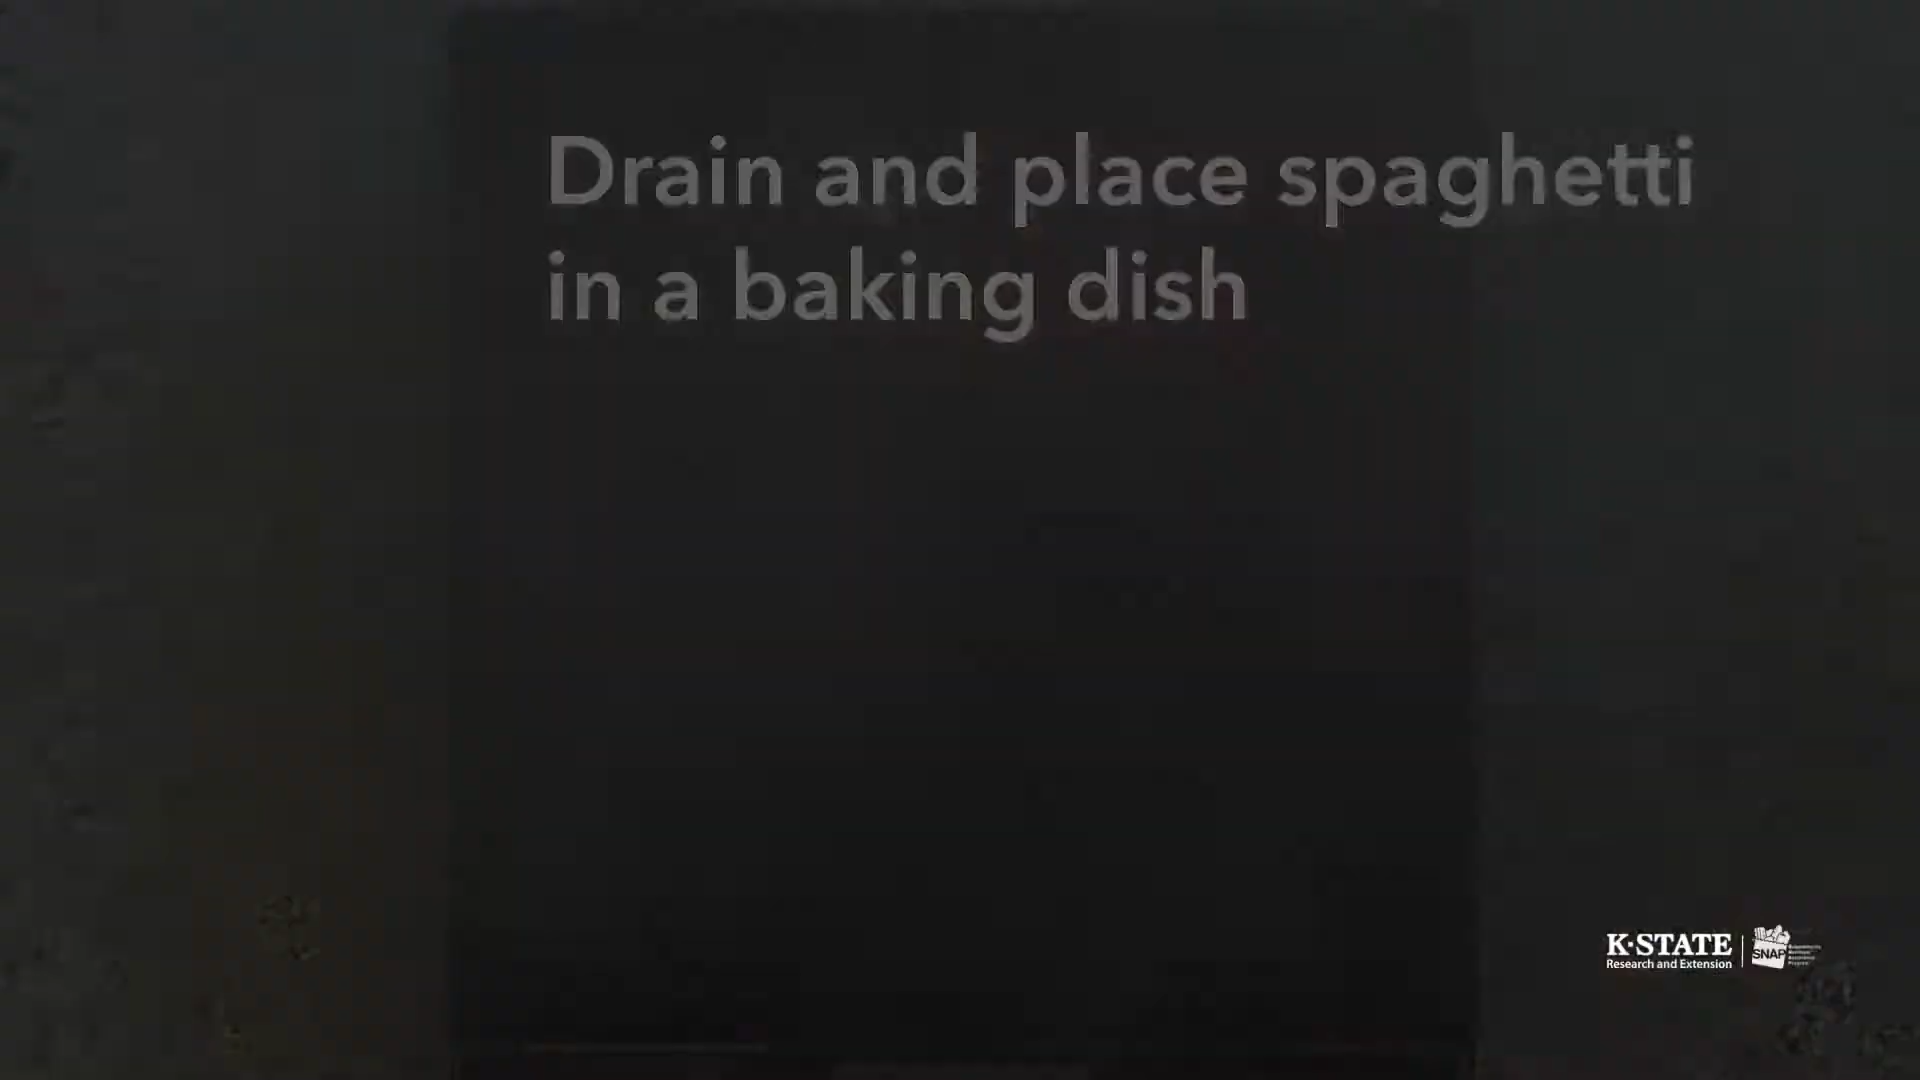 Drain and place spaghetti
in a baking dish
K·STATE
Research and Extension
SNAP